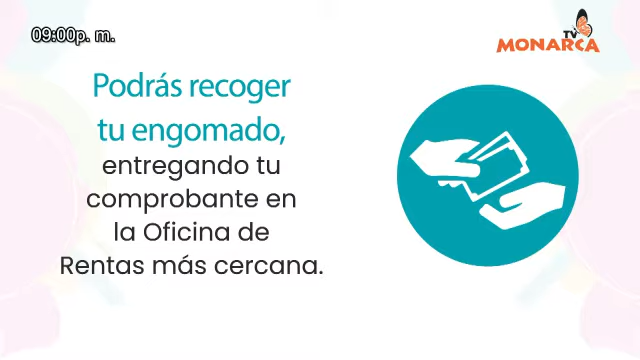 09:00p. m.
TV
MONARCA
Podrás recoger
tu engomado,
entregando tu
comprobante en
la Oficina de
Rentas más cercana.